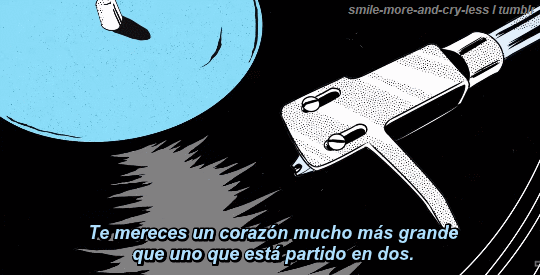 smile-more-and-cry-less l tumblr
Te mereces un corazón mucho más grande
que uno que está partido en dos.